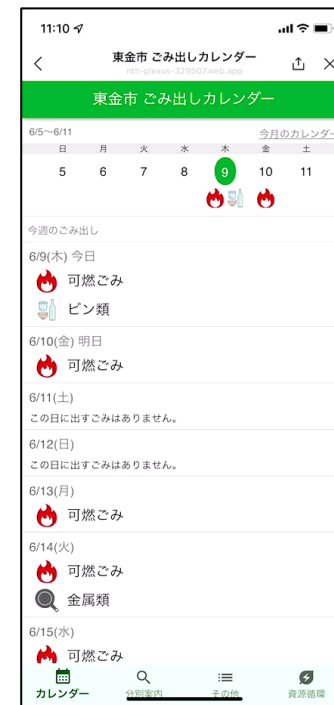 11:10
東金市 ごみ出しカレンダー
nth-plexus-329507.web.app
東金市 ごみ出しカレンダー
6/5〜6/11
今月のカレンダー
日 月 火 水 木 金 土
5 6 7 8 9 10 11
今週のごみ出し
6/9(木) 今日
可燃ごみ
ビン類
6/10(金) 明日
可燃ごみ
6/11(土)
この日に出すごみはありません。
6/12(日)
この日に出すごみはありません。
6/13(月)
可燃ごみ
6/14(火)
可燃ごみ
金属類
6/15(水)
可燃ごみ
カレンダー 分別案内 その他 資源循環